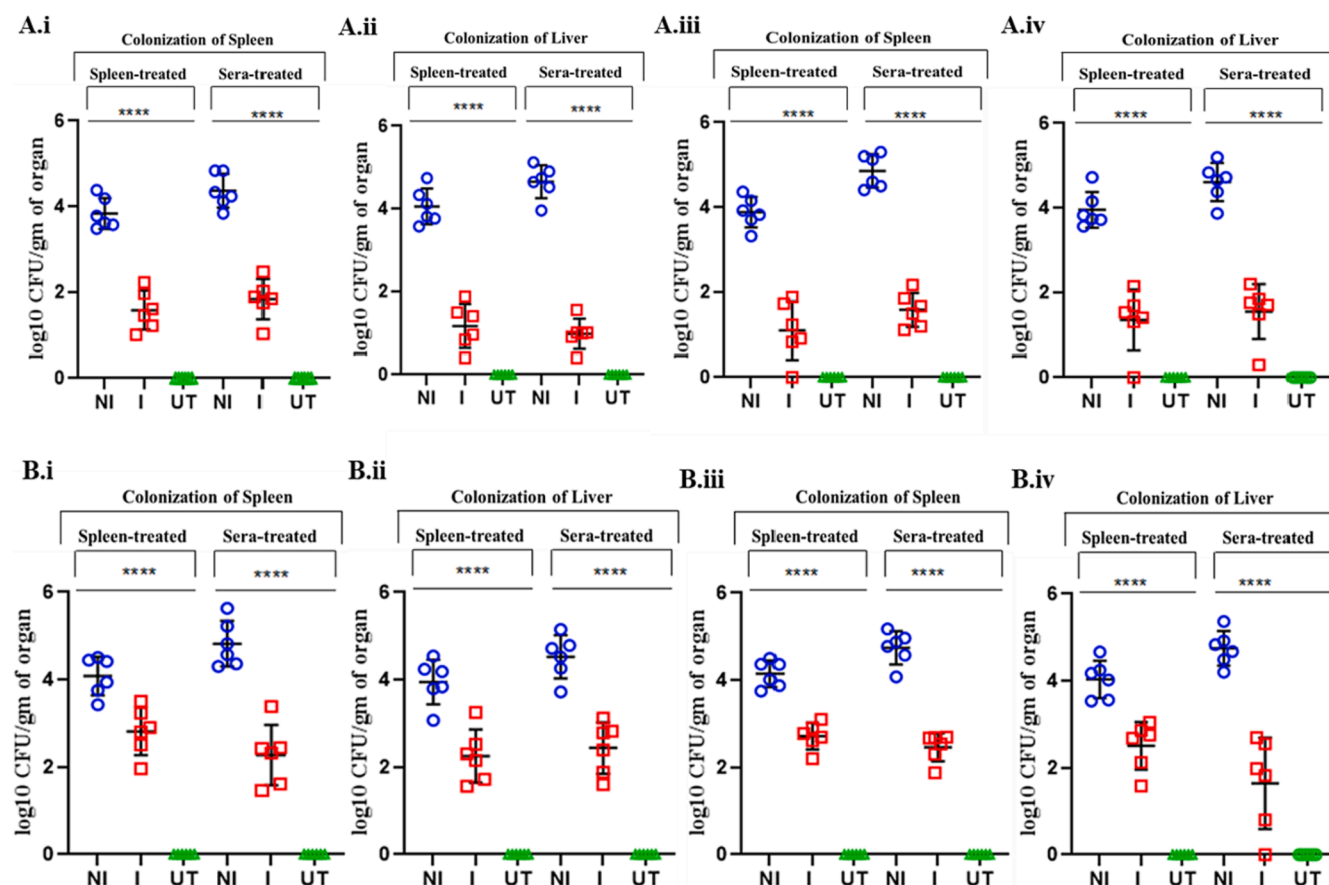 A.i
Colonization of Spleen
Spleen-treated Sera-treated
**** ****
log10 CFU/gm of organ
6
4
2
0
NI I UT NI I UT
A.ii
Colonization of Liver
Spleen-treated Sera-treated
**** ****
log10 CFU/gm of organ
6
4
2
0
NI I UT NI I UT
A.iii
Colonization of Spleen
Spleen-treated Sera-treated
**** ****
log10 CFU/gm of organ
6
4
2
0
NI I UT NI I UT
A.iv
Colonization of Liver
Spleen-treated Sera-treated
**** ****
log10 CFU/gm of organ
6
4
2
0
NI I UT NI I UT
B.i
Colonization of Spleen
Spleen-treated Sera-treated
**** ****
log10 CFU/gm of organ
6
4
2
0
NI I UT NI I UT
B.ii
Colonization of Liver
Spleen-treated Sera-treated
**** ****
log10 CFU/gm of organ
6
4
2
0
NI I UT NI I UT
B.iii
Colonization of Spleen
Spleen-treated Sera-treated
**** ****
log10 CFU/gm of organ
6
4
2
0
NI I UT NI I UT
B.iv
Colonization of Liver
Spleen-treated Sera-treated
**** ****
log10 CFU/gm of organ
6
4
2
0
NI I UT NI I UT